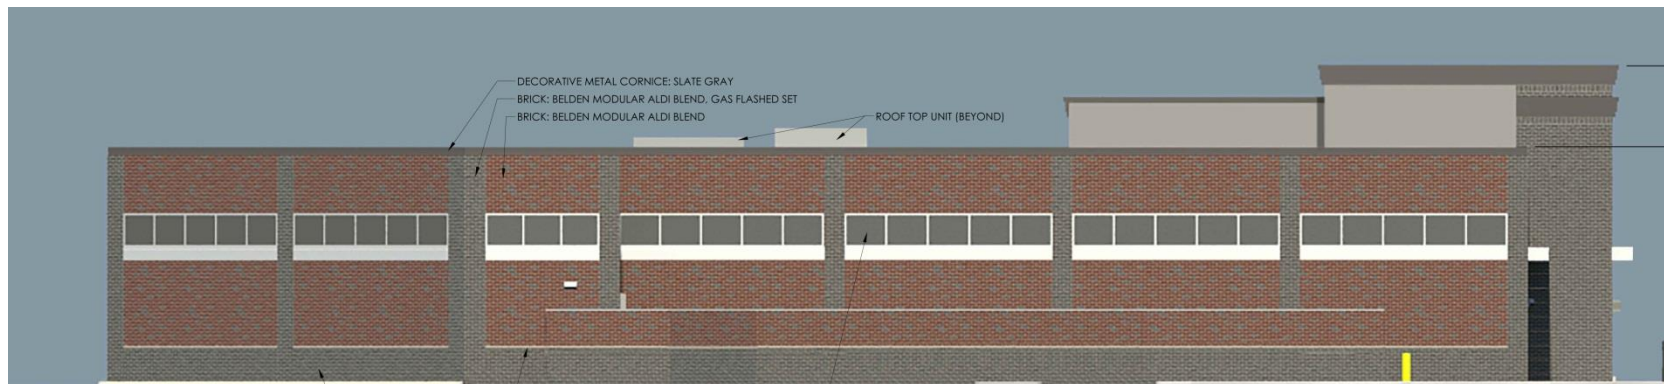 DECORATIVE METAL CORNICE: SLATE GRAY
BRICK: BELDEN MODULAR ALDI BLEND, GAS FLASHED SET
BRICK: BELDEN MODULAR ALDI BLEND
ROOF TOP UNIT (BEYOND)